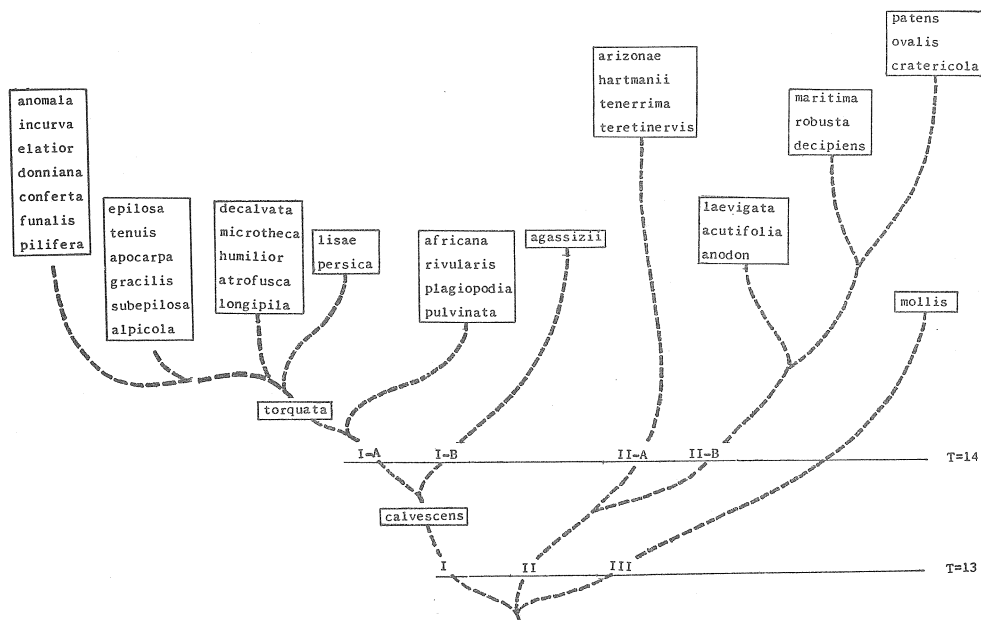 patens
ovalis
cratericola
arizonae
hartmanii
tenerrima
teretinervis
maritima
robusta
decipiens
anomala
incurva
elatior
donniana
conferta
funalis
pilifera
epilosa
tenuis
apocarpa
gracilis
subepilosa
alpicola
decalvata
microtheca
humilior
atrofusca
longipila
lisae
persica
africana
rivularis
plagiopodia
pulvinata
agassizii
laevigata
acutifolia
anodon
mollis
torquata
I-A I-B II-A II-B T=14
calvescens
I II III T=13